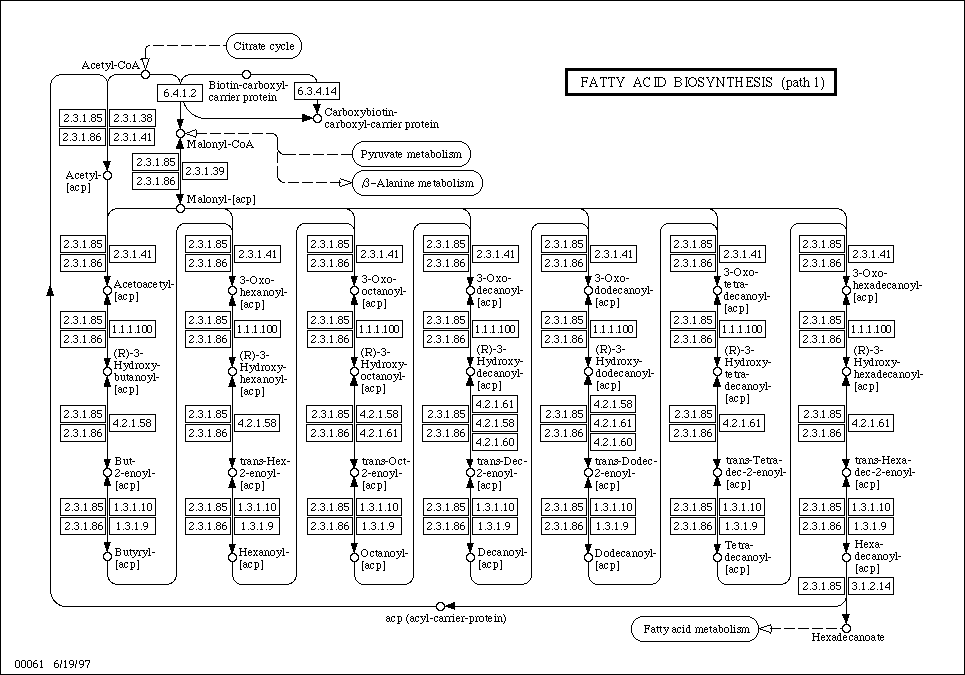 Citrate cycle
Acetyl-CoA
FATTY ACID BIOSYNTHESIS (path 1)
6.4.1.2
Biotin-carboxyl-
carrier protein
6.3.4.14
Carboxybiotin-
carboxyl-carrier protein
2.3.1.85
2.3.1.38
2.3.1.86
2.3.1.41
Malonyl-CoA
Pyruvate metabolism
β-Alanine metabolism
2.3.1.85
2.3.1.86
2.3.1.39
Acetyl-
[acp]
Malonyl-[acp]
2.3.1.85
2.3.1.86
2.3.1.41
2.3.1.85
2.3.1.86
2.3.1.41
2.3.1.85
2.3.1.86
2.3.1.41
2.3.1.85
2.3.1.86
2.3.1.41
2.3.1.85
2.3.1.86
2.3.1.41
2.3.1.85
2.3.1.86
2.3.1.41
2.3.1.85
2.3.1.86
2.3.1.41
Acetoacetyl-
[acp]
3-Oxo-
hexanoyl-
[acp]
3-Oxo-
octanoyl-
[acp]
3-Oxo-
decanoyl-
[acp]
3-Oxo-
dodecanoyl-
[acp]
3-Oxo-
tetra-
decanoyl-
[acp]
3-Oxo-
hexadecanoyl-
[acp]
2.3.1.85
2.3.1.86
1.1.1.100
2.3.1.85
2.3.1.86
1.1.1.100
2.3.1.85
2.3.1.86
1.1.1.100
2.3.1.85
2.3.1.86
1.1.1.100
2.3.1.85
2.3.1.86
1.1.1.100
2.3.1.85
2.3.1.86
1.1.1.100
2.3.1.85
2.3.1.86
1.1.1.100
(R)-3-
Hydroxy-
butanoyl-
[acp]
(R)-3-
Hydroxy-
hexanoyl-
[acp]
(R)-3-
Hydroxy-
octanoyl-
[acp]
(R)-3-
Hydroxy-
decanoyl-
[acp]
(R)-3-
Hydroxy-
dodecanoyl-
[acp]
(R)-3-
Hydroxy-
tetra-
decanoyl-
[acp]
(R)-3-
Hydroxy-
hexadecanoyl-
[acp]
2.3.1.85
2.3.1.86
4.2.1.58
2.3.1.85
2.3.1.86
4.2.1.58
2.3.1.85
2.3.1.86
4.2.1.58
4.2.1.61
2.3.1.85
2.3.1.86
4.2.1.61
4.2.1.58
4.2.1.60
2.3.1.85
2.3.1.86
4.2.1.58
4.2.1.61
4.2.1.60
2.3.1.85
2.3.1.86
4.2.1.61
2.3.1.85
2.3.1.86
4.2.1.61
But-
2-enoyl-
[acp]
trans-Hex-
2-enoyl-
[acp]
trans-Oct-
2-enoyl-
[acp]
trans-Dec-
2-enoyl-
[acp]
trans-Dodec-
2-enoyl-
[acp]
trans-Tetra-
dec-2-enoyl-
[acp]
trans-Hexa-
dec-2-enoyl-
[acp]
2.3.1.85
1.3.1.10
2.3.1.86
1.3.1.9
2.3.1.85
1.3.1.10
2.3.1.86
1.3.1.9
2.3.1.85
1.3.1.10
2.3.1.86
1.3.1.9
2.3.1.85
1.3.1.10
2.3.1.86
1.3.1.9
2.3.1.85
1.3.1.10
2.3.1.86
1.3.1.9
2.3.1.85
1.3.1.10
2.3.1.86
1.3.1.9
2.3.1.85
1.3.1.10
2.3.1.86
1.3.1.9
Butyryl-
[acp]
Hexanoyl-
[acp]
Octanoyl-
[acp]
Decanoyl-
[acp]
Dodecanoyl-
[acp]
Tetra-
decanoyl-
[acp]
Hexa-
decanoyl-
[acp]
2.3.1.85
3.1.2.14
acp (acyl-carrier-protein)
Fatty acid metabolism
Hexadecanoate
00061 6/19/97